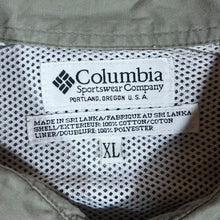 Columbia
Sportswear Company
PORTLAND, OREGON U.S.A.
MADE IN SRI LANKA/FABRIQUE AU SRI LANKA
SHELL/EXTERIEUR: 100% COTTON/COTON
LINER/DOUBLURE: 100% POLYESTER
XL